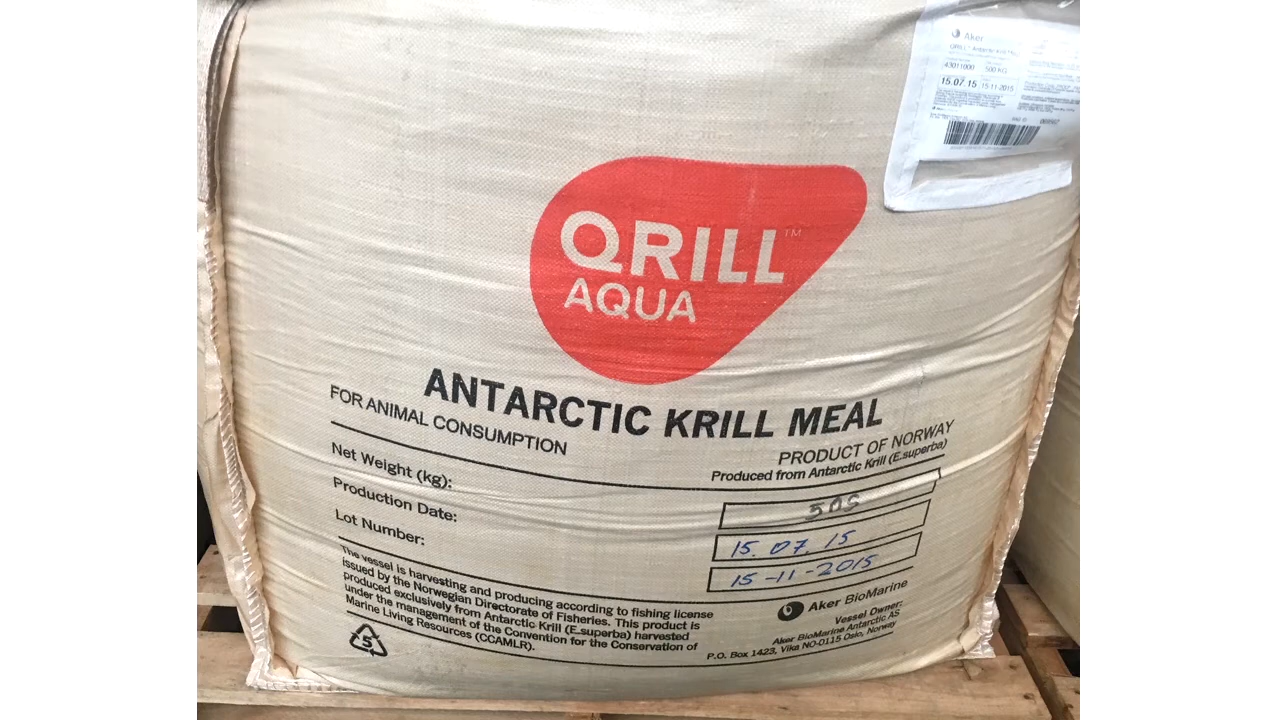 Aker
QRILL™ Antarctic Krill Meal
43011000 500 KG
15.07.15 15-11-2015
QRILL™
AQUA
ANTARCTIC KRILL MEAL
FOR ANIMAL CONSUMPTION
PRODUCT OF NORWAY
Produced from Antarctic Krill (E.superba)
Net Weight (kg): 505
Production Date: 15.07.15
Lot Number: 15-11-2015
The vessel is harvesting and producing according to fishing license
issued by the Norwegian Directorate of Fisheries. This product is
produced exclusively from Antarctic Krill (E.superba) harvested
under the management of the Convention for the Conservation of
Marine Living Resources (CCAMLR).
5
Aker BioMarine
Vessel Owner:
Aker BioMarine Antarctic AS
P.O. Box 1423, Vika NO-0115 Oslo, Norway